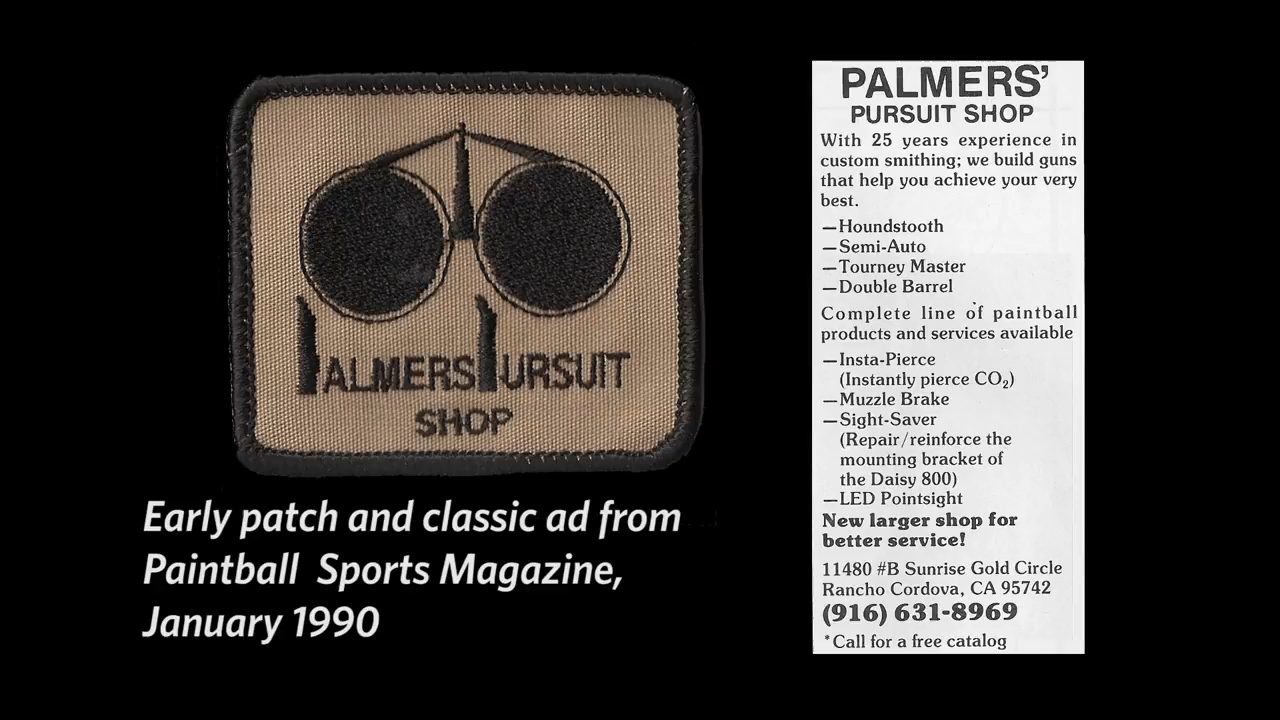 PALMERS PURSUIT
SHOP
Early patch and classic ad from
Paintball Sports Magazine,
January 1990
PALMERS'
PURSUIT SHOP
With 25 years experience in
custom smithing; we build guns
that help you achieve your very
best.
—Houndstooth
—Semi-Auto
—Tourney Master
—Double Barrel
Complete line of paintball
products and services available
—Insta-Pierce
(Instantly pierce CO₂)
—Muzzle Brake
—Sight-Saver
(Repair/reinforce the
mounting bracket of
the Daisy 800)
—LED Pointsight
New larger shop for
better service!
11480 #B Sunrise Gold Circle
Rancho Cordova, CA 95742
(916) 631-8969
*Call for a free catalog